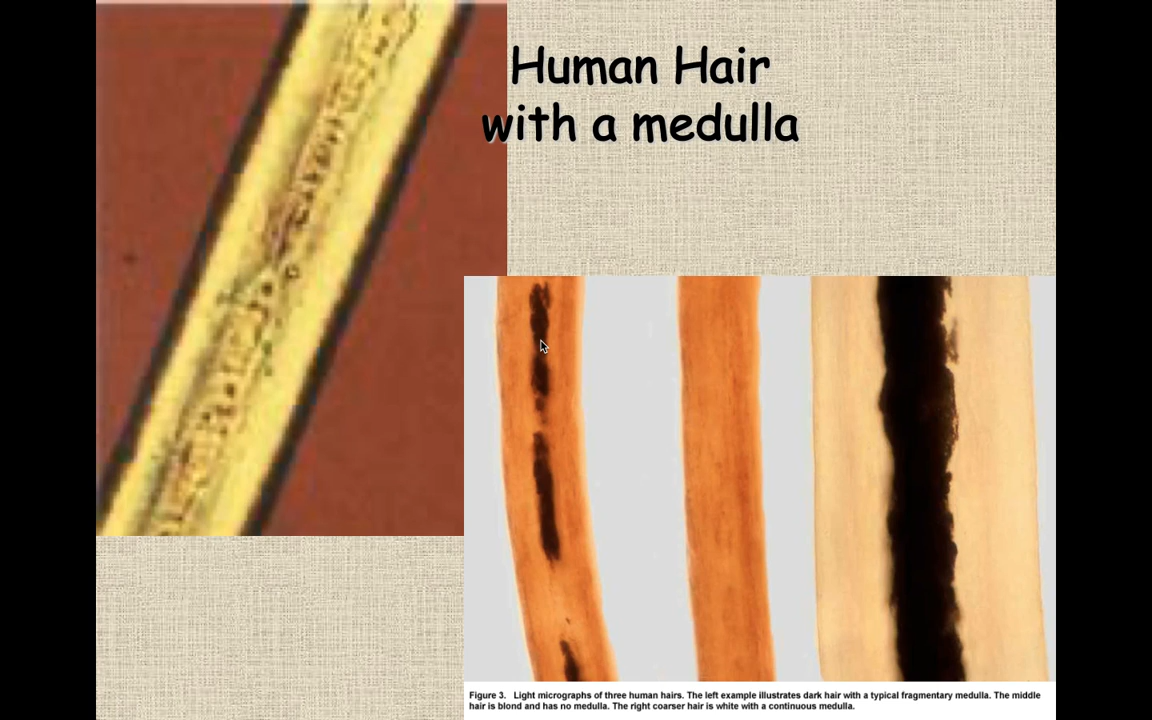 Human Hair
with a medulla
Figure 3. Light micrographs of three human hairs. The left example illustrates dark hair with a typical fragmentary medulla. The middle
hair is blond and has no medulla. The right coarser hair is white with a continuous medulla.